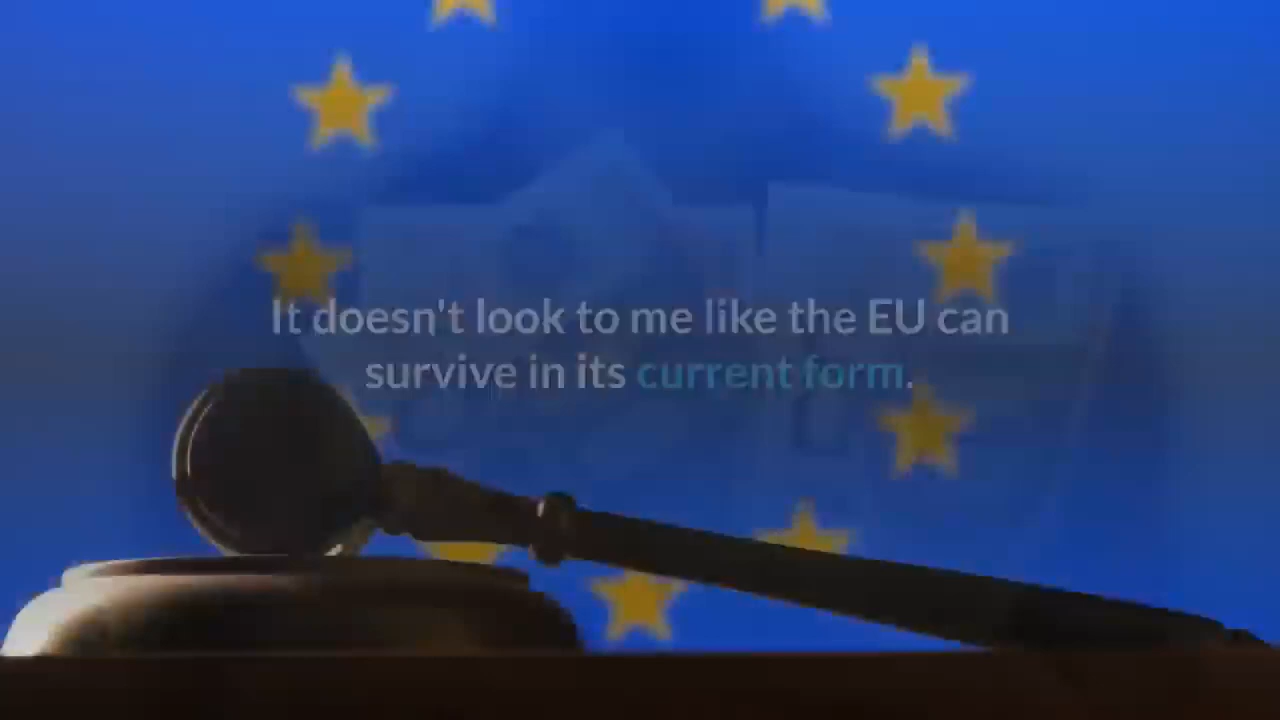 It doesn't look to me like the EU can
survive in its current form.